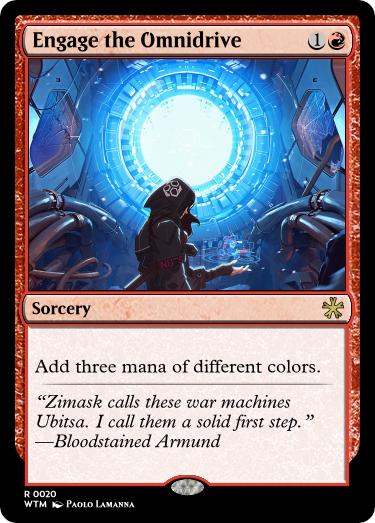 Engage the Omnidrive 1
Sorcery
Add three mana of different colors.
“Zimask calls these war machines
Ubitsa. I call them a solid first step.”
—Bloodstained Armund
R 0020
WTM Paolo Lamanna